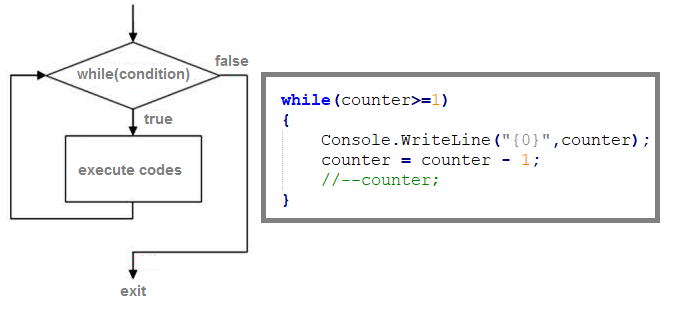 while(condition)
false
true
execute codes
exit
while(counter>=1)
{
Console.WriteLine("{0}",counter);
counter = counter - 1;
//--counter;
}